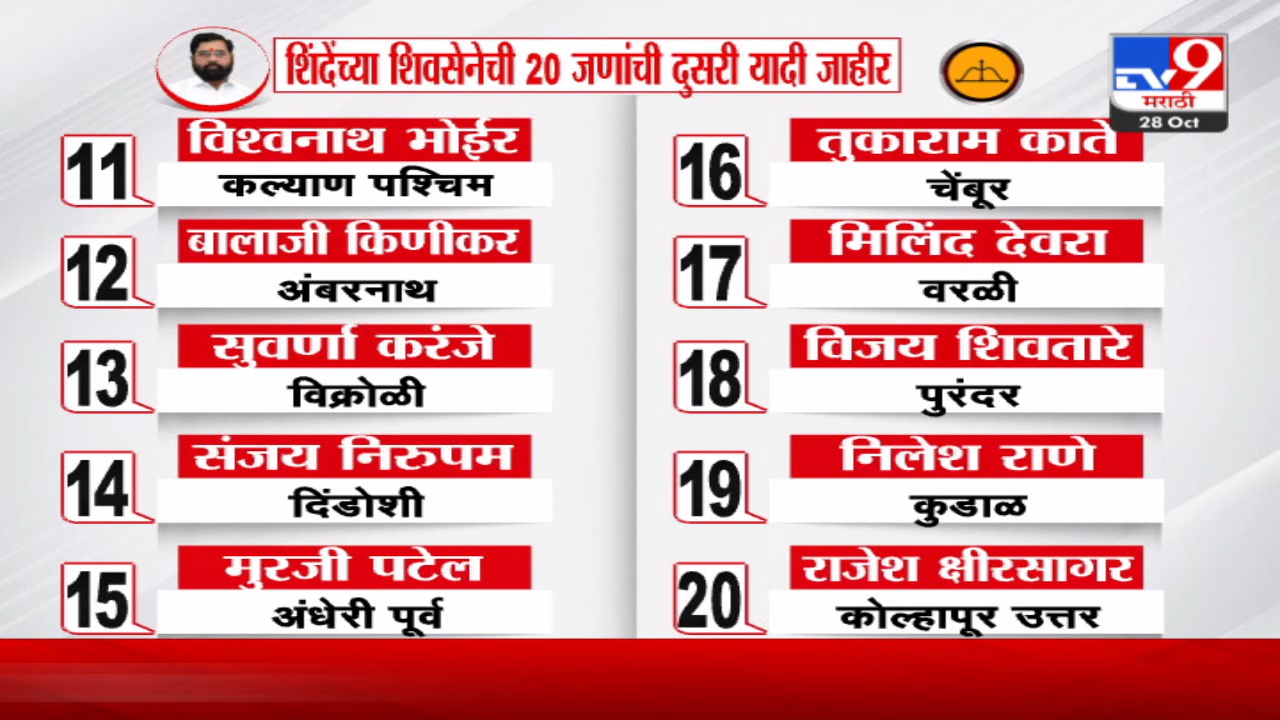 शिंदेंच्या शिवसेनेची 20 जणांची दुसरी यादी जाहीर
TV9
मराठी
28 Oct
11
विश्वनाथ भोईर
कल्याण पश्चिम
12
बालाजी किणीकर
अंबरनाथ
13
सुवर्णा करंजे
विक्रोळी
14
संजय निरुपम
दिंडोशी
15
मुरजी पटेल
अंधेरी पूर्व
16
तुकाराम काते
चेंबूर
17
मिलिंद देवरा
वरळी
18
विजय शिवतारे
पुरंदर
19
निलेश राणे
कुडाळ
20
राजेश क्षीरसागर
कोल्हापूर उत्तर